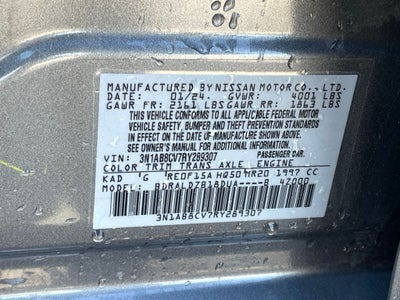 MANUFACTURED BY NISSAN MOTOR CO., LTD.
DATE: 01/24 GVWR: 4001 LBS
GAWR FR: 2161 LBS GAWR RR: 1863 LBS
THIS VEHICLE CONFORMS TO ALL APPLICABLE
FEDERAL MOTOR VEHICLE
SAFETY, BUMPER AND THEFT PREVENTION STANDARDS
IN EFFECT ON THE DATE OF MANUFACTURE SHOWN ABOVE.
SEE OWNER'S MANUAL FOR ADDITIONAL INFORMATION.
VIN: 3N1AB8CV7RY289307 PASSENGER CAR.
COLOR TRIM TRANS AXLE ENGINE
KAD G RE0F15A HQ50 MR20 1997 CC
MODEL: BDRALDZB18DUA----B 47000
3N1AB8CV7RY289307